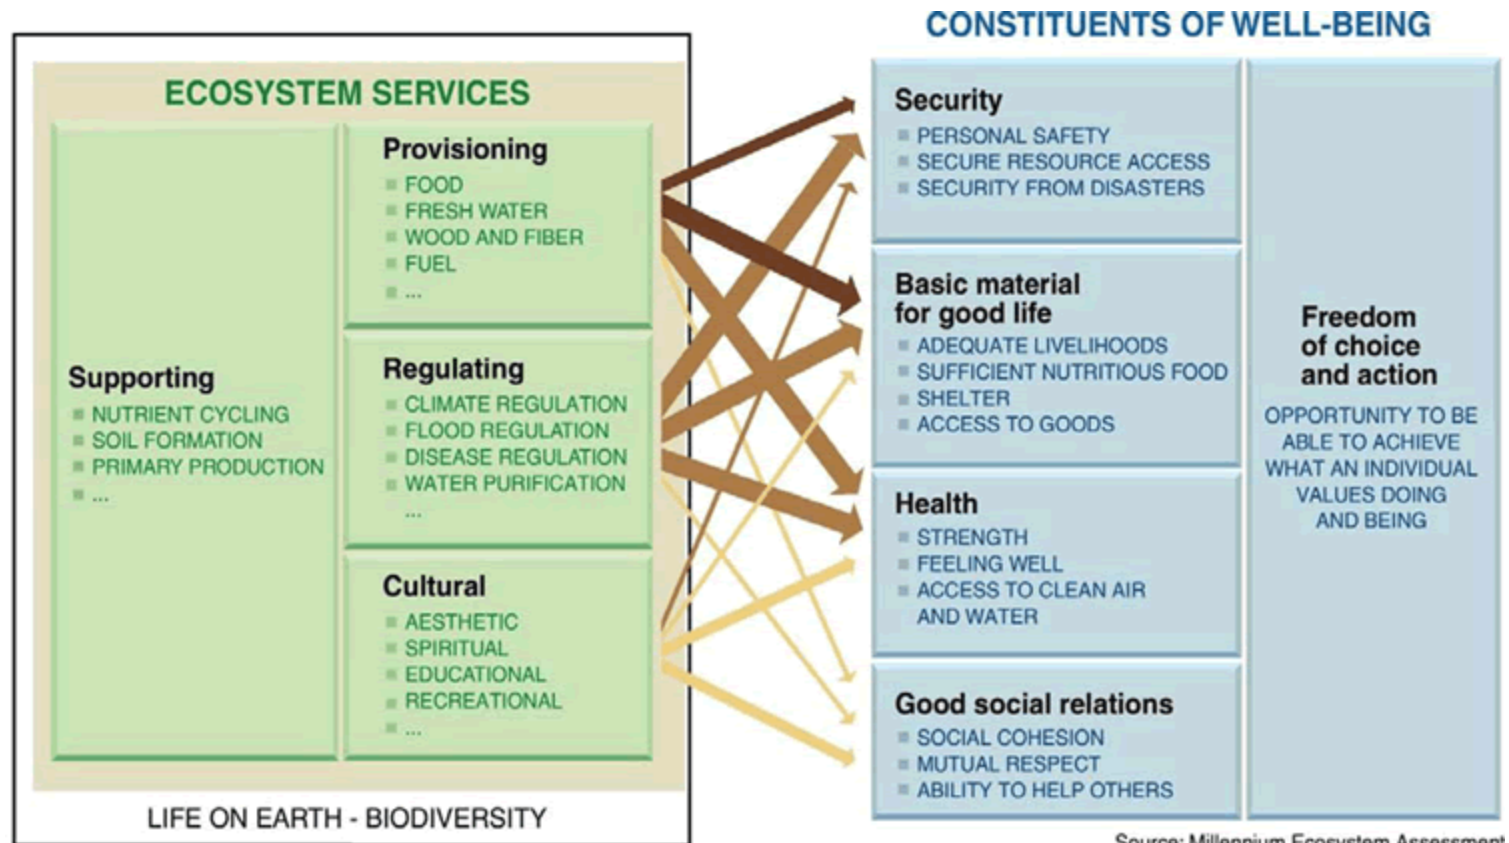 CONSTITUENTS OF WELL-BEING
ECOSYSTEM SERVICES
Supporting
NUTRIENT CYCLING
SOIL FORMATION
PRIMARY PRODUCTION
...
Provisioning
FOOD
FRESH WATER
WOOD AND FIBER
FUEL
...
Regulating
CLIMATE REGULATION
FLOOD REGULATION
DISEASE REGULATION
WATER PURIFICATION
...
Cultural
AESTHETIC
SPIRITUAL
EDUCATIONAL
RECREATIONAL
...
LIFE ON EARTH - BIODIVERSITY
Security
PERSONAL SAFETY
SECURE RESOURCE ACCESS
SECURITY FROM DISASTERS
Basic material
for good life
ADEQUATE LIVELIHOODS
SUFFICIENT NUTRITIOUS FOOD
SHELTER
ACCESS TO GOODS
Health
STRENGTH
FEELING WELL
ACCESS TO CLEAN AIR
AND WATER
Good social relations
SOCIAL COHESION
MUTUAL RESPECT
ABILITY TO HELP OTHERS
Freedom
of choice
and action
OPPORTUNITY TO BE
ABLE TO ACHIEVE
WHAT AN INDIVIDUAL
VALUES DOING
AND BEING
Source: Millennium Ecosystem Assessment